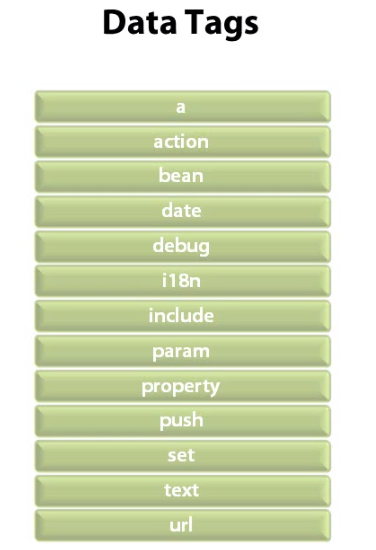 Data Tags
a
action
bean
date
debug
i18n
include
param
property
push
set
text
url